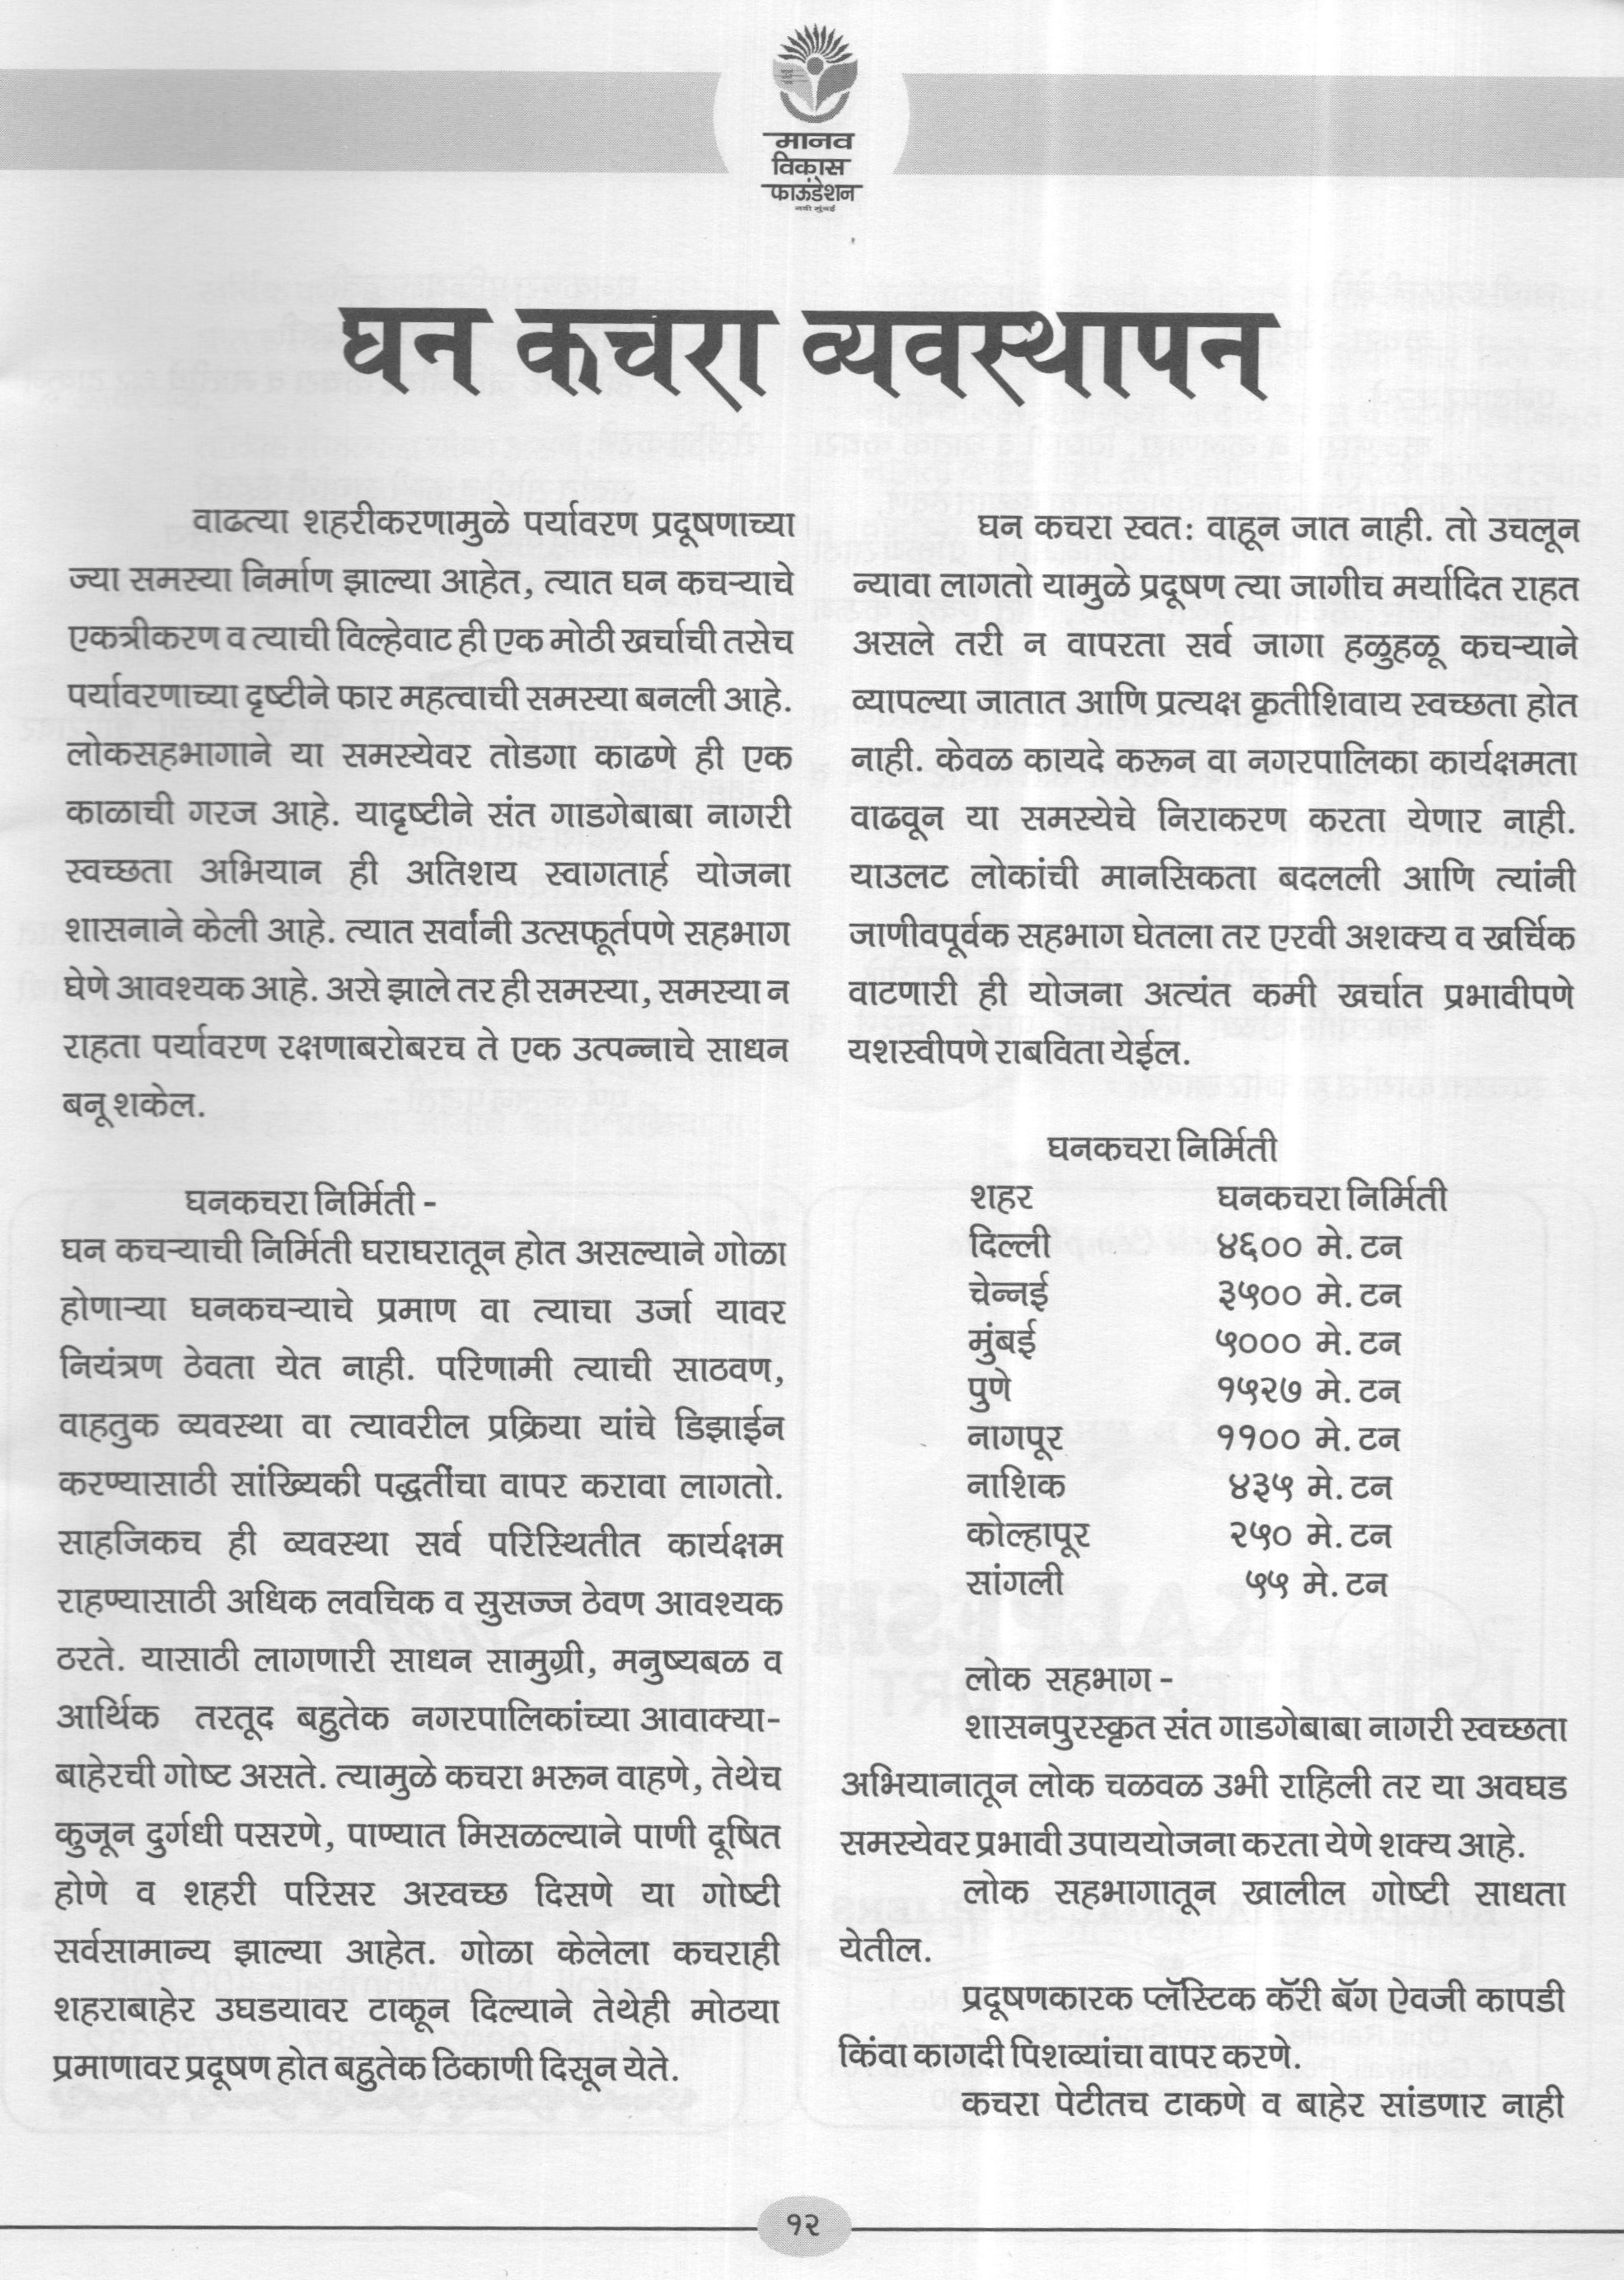 मानव
विकास
फाऊंडेशन
नवी मुंबई
घन कचरा व्यवस्थापन
वाढत्या शहरीकरणामुळे पर्यावरण प्रदूषणाच्या
ज्या समस्या निर्माण झाल्या आहेत, त्यात घन कचऱ्याचे
एकत्रीकरण व त्याची विल्हेवाट ही एक मोठी खर्चाची तसेच
पर्यावरणाच्या दृष्टीने फार महत्वाची समस्या बनली आहे.
लोकसहभागाने या समस्येवर तोडगा काढणे ही एक
काळाची गरज आहे. यादृष्टीने संत गाडगेबाबा नागरी
स्वच्छता अभियान ही अतिशय स्वागतार्ह योजना
शासनाने केली आहे. त्यात सर्वांनी उत्सफूर्तपणे सहभाग
घेणे आवश्यक आहे. असे झाले तर ही समस्या, समस्या न
राहता पर्यावरण रक्षणाबरोबरच ते एक उत्पन्नाचे साधन
बनू शकेल.
घनकचरा निर्मिती -
घन कचऱ्याची निर्मिती घराघरातून होत असल्याने गोळा
होणाऱ्या घनकचऱ्याचे प्रमाण वा त्याचा उर्जा यावर
नियंत्रण ठेवता येत नाही. परिणामी त्याची साठवण,
वाहतुक व्यवस्था वा त्यावरील प्रक्रिया यांचे डिझाईन
करण्यासाठी सांख्यिकी पद्धतींचा वापर करावा लागतो.
साहजिकच ही व्यवस्था सर्व परिस्थितीत कार्यक्षम
राहण्यासाठी अधिक लवचिक व सुसज्ज ठेवण आवश्यक
ठरते. यासाठी लागणारी साधन सामुग्री, मनुष्यबळ व
आर्थिक तरतूद बहुतेक नगरपालिकांच्या आवाक्या-
बाहेरची गोष्ट असते. त्यामुळे कचरा भरून वाहणे, तेथेच
कुजून दुर्गधी पसरणे, पाण्यात मिसळल्याने पाणी दूषित
होणे व शहरी परिसर अस्वच्छ दिसणे या गोष्टी
सर्वसामान्य झाल्या आहेत. गोळा केलेला कचराही
शहराबाहेर उघडयावर टाकून दिल्याने तेथेही मोठया
प्रमाणावर प्रदूषण होत बहुतेक ठिकाणी दिसून येते.
घन कचरा स्वत: वाहून जात नाही. तो उचलून
न्यावा लागतो यामुळे प्रदूषण त्या जागीच मर्यादित राहत
असले तरी न वापरता सर्व जागा हळुहळू कचऱ्याने
व्यापल्या जातात आणि प्रत्यक्ष कृतीशिवाय स्वच्छता होत
नाही. केवळ कायदे करून वा नगरपालिका कार्यक्षमता
वाढवून या समस्येचे निराकरण करता येणार नाही.
याउलट लोकांची मानसिकता बदलली आणि त्यांनी
जाणीवपूर्वक सहभाग घेतला तर एरवी अशक्य व खर्चिक
वाटणारी ही योजना अत्यंत कमी खर्चात प्रभावीपणे
यशस्वीपणे राबविता येईल.
घनकचरा निर्मिती
शहर घनकचरा निर्मिती
दिल्ली ४६०० मे. टन
चेन्नई ३५०० मे. टन
मुंबई ५००० मे. टन
पुणे १५२७ मे. टन
नागपूर ११०० मे. टन
नाशिक ४३५ मे. टन
कोल्हापूर २५० मे. टन
सांगली ५५ मे. टन
लोक सहभाग -
शासनपुरस्कृत संत गाडगेबाबा नागरी स्वच्छता
अभियानातून लोक चळवळ उभी राहिली तर या अवघड
समस्येवर प्रभावी उपाययोजना करता येणे शक्य आहे.
लोक सहभागातून खालील गोष्टी साधता
येतील.
प्रदूषणकारक प्लॅस्टिक कॅरी बॅग ऐवजी कापडी
किंवा कागदी पिशव्यांचा वापर करणे.
कचरा पेटीतच टाकणे व बाहेर सांडणार नाही
१२